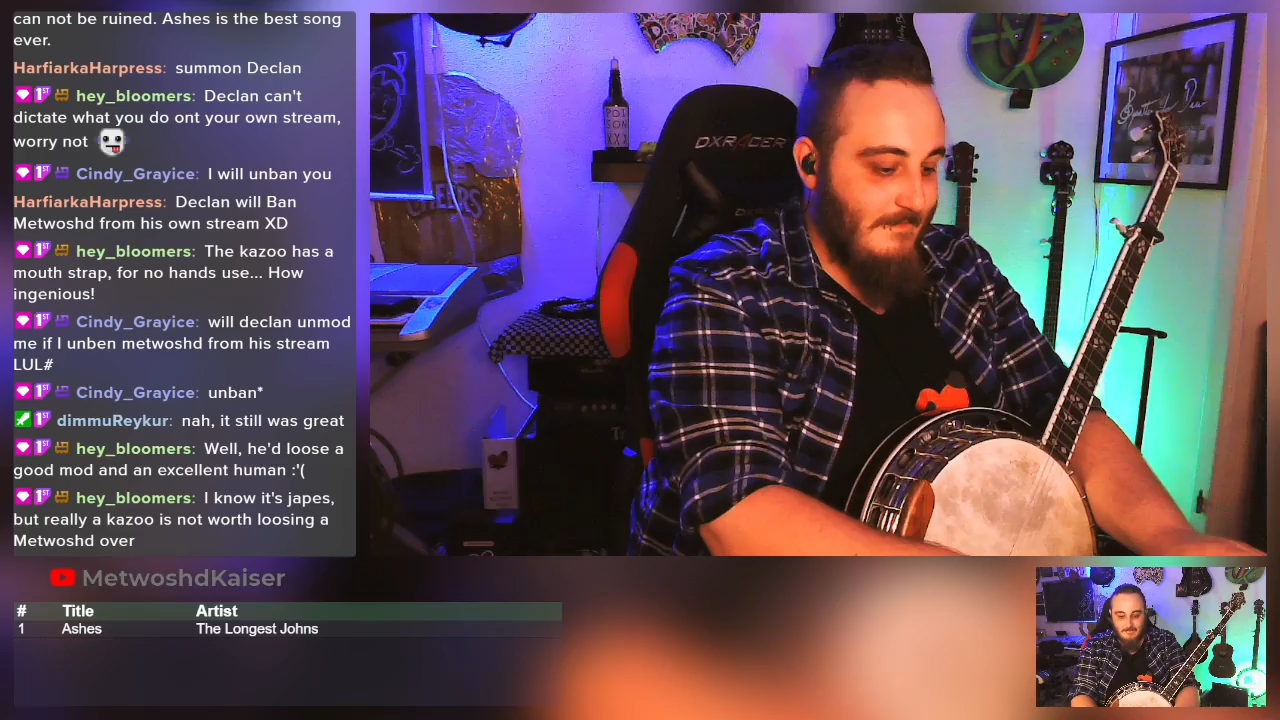 can not be ruined. Ashes is the best song
ever.
HarfiarkaHarpress: summon Declan
hey_bloomers: Declan can't
dictate what you do ont your own stream,
worry not
Cindy_Grayice: I will unban you
HarfiarkaHarpress: Declan will Ban
Metwoshd from his own stream XD
hey_bloomers: The kazoo has a
mouth strap, for no hands use... How
ingenious!
Cindy_Grayice: will declan unmod
me if I unben metwoshd from his stream
LUL#
Cindy_Grayice: unban*
dimmuReykur: nah, it still was great
hey_bloomers: Well, he'd loose a
good mod and an excellent human :'(
hey_bloomers: I know it's japes,
but really a kazoo is not worth loosing a
Metwoshd over
POI
SON
XXX
DXRACER
CHEERS
MetwoshdKaiser
# Title Artist
1 Ashes The Longest Johns